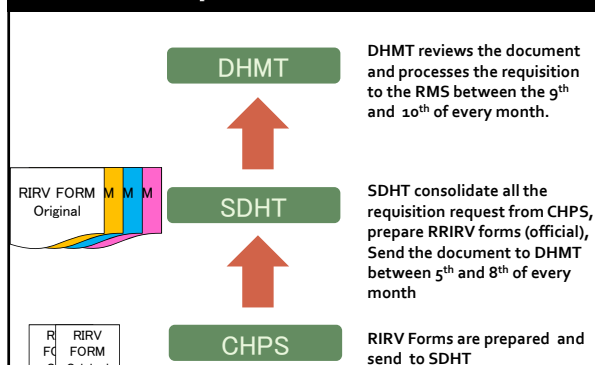 DHMT
DHMT reviews the document
and processes the requisition
to the RMS between the 9th
and 10th of every month.
RIRV FORM M M M
Original
SDHT
SDHT consolidate all the
requisition request from CHPS,
prepare RRIRV forms (official),
Send the document to DHMT
between 5th and 8th of every
month
RIRV
FORM
CHPS
RIRV Forms are prepared and
send to SDHT